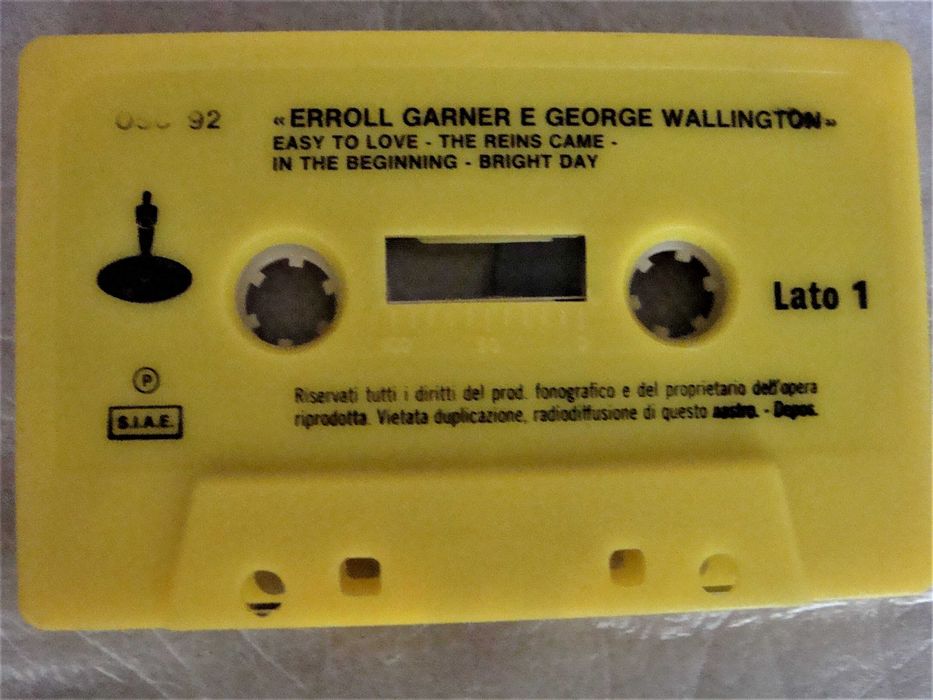 92
«ERROLL GARNER E GEORGE WALLINGTON»
EASY TO LOVE - THE REINS CAME -
IN THE BEGINNING - BRIGHT DAY
Lato 1
P
S.I.A.E.
Riservati tutti i diritti del prod. fonografico e del proprietario dell'opera
riprodotta. Vietata duplicazione, radiodiffusione di questo nastro. - Depos.